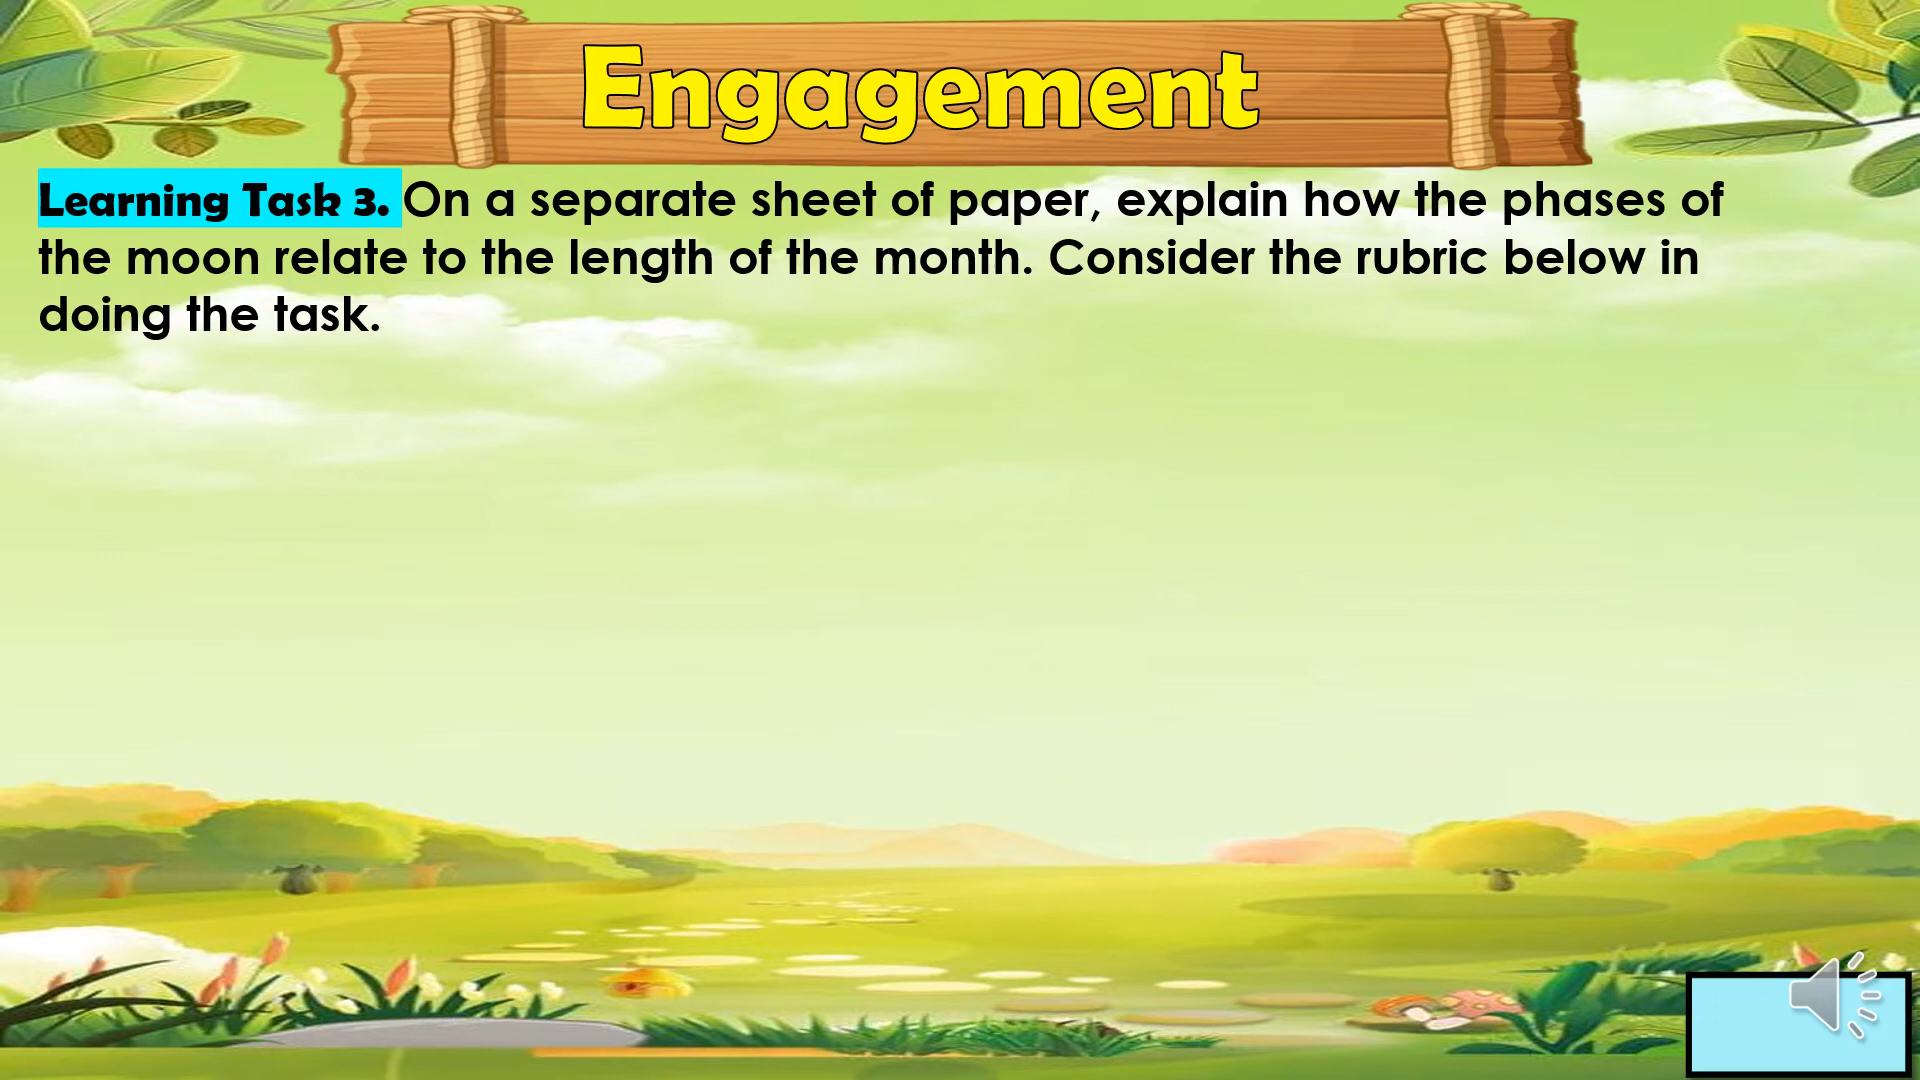 Engagement
Learning Task 3. On a separate sheet of paper, explain how the phases of
the moon relate to the length of the month. Consider the rubric below in
doing the task.